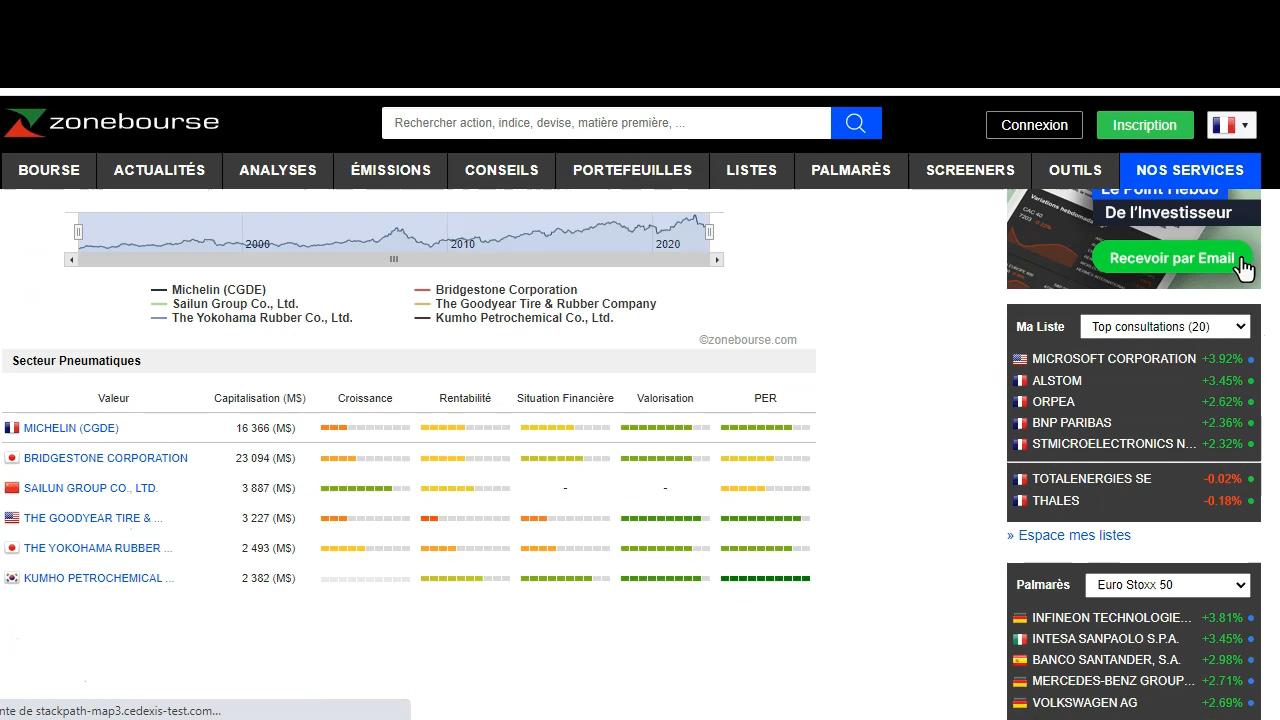 zonebourse
Rechercher action, indice, devise, matière première, ...
Connexion
Inscription
BOURSE ACTUALITÉS ANALYSES ÉMISSIONS CONSEILS PORTEFEUILLES LISTES PALMARÈS SCREENERS OUTILS NOS SERVICES
Le Point Hebdo
De l'Investisseur
Variations hebdomadaires
CAC 40
Recevoir par Email
2000 2010 2020
Michelin (CGDE) Bridgestone Corporation
Sailun Group Co., Ltd. The Goodyear Tire & Rubber Company
The Yokohama Rubber Co., Ltd. Kumho Petrochemical Co., Ltd.
©zonebourse.com
Secteur Pneumatiques
Valeur Capitalisation (M$) Croissance Rentabilité Situation Financière Valorisation PER
MICHELIN (CGDE) 16 366 (M$)
BRIDGESTONE CORPORATION 23 094 (M$)
SAILUN GROUP CO., LTD. 3 887 (M$) - -
THE GOODYEAR TIRE & ... 3 227 (M$)
THE YOKOHAMA RUBBER ... 2 493 (M$)
KUMHO PETROCHEMICAL ... 2 382 (M$)
Ma Liste Top consultations (20)
MICROSOFT CORPORATION +3.92%
ALSTOM +3.45%
ORPEA +2.62%
BNP PARIBAS +2.36%
STMICROELECTRONICS N... +2.32%
TOTALENERGIES SE -0.02%
THALES -0.18%
» Espace mes listes
Palmarès Euro Stoxx 50
INFINEON TECHNOLOGIE... +3.81%
INTESA SANPAOLO S.P.A. +3.45%
BANCO SANTANDER, S.A. +2.98%
MERCEDES-BENZ GROUP... +2.71%
VOLKSWAGEN AG +2.69%
nte de stackpath-map3.cedexis-test.com...